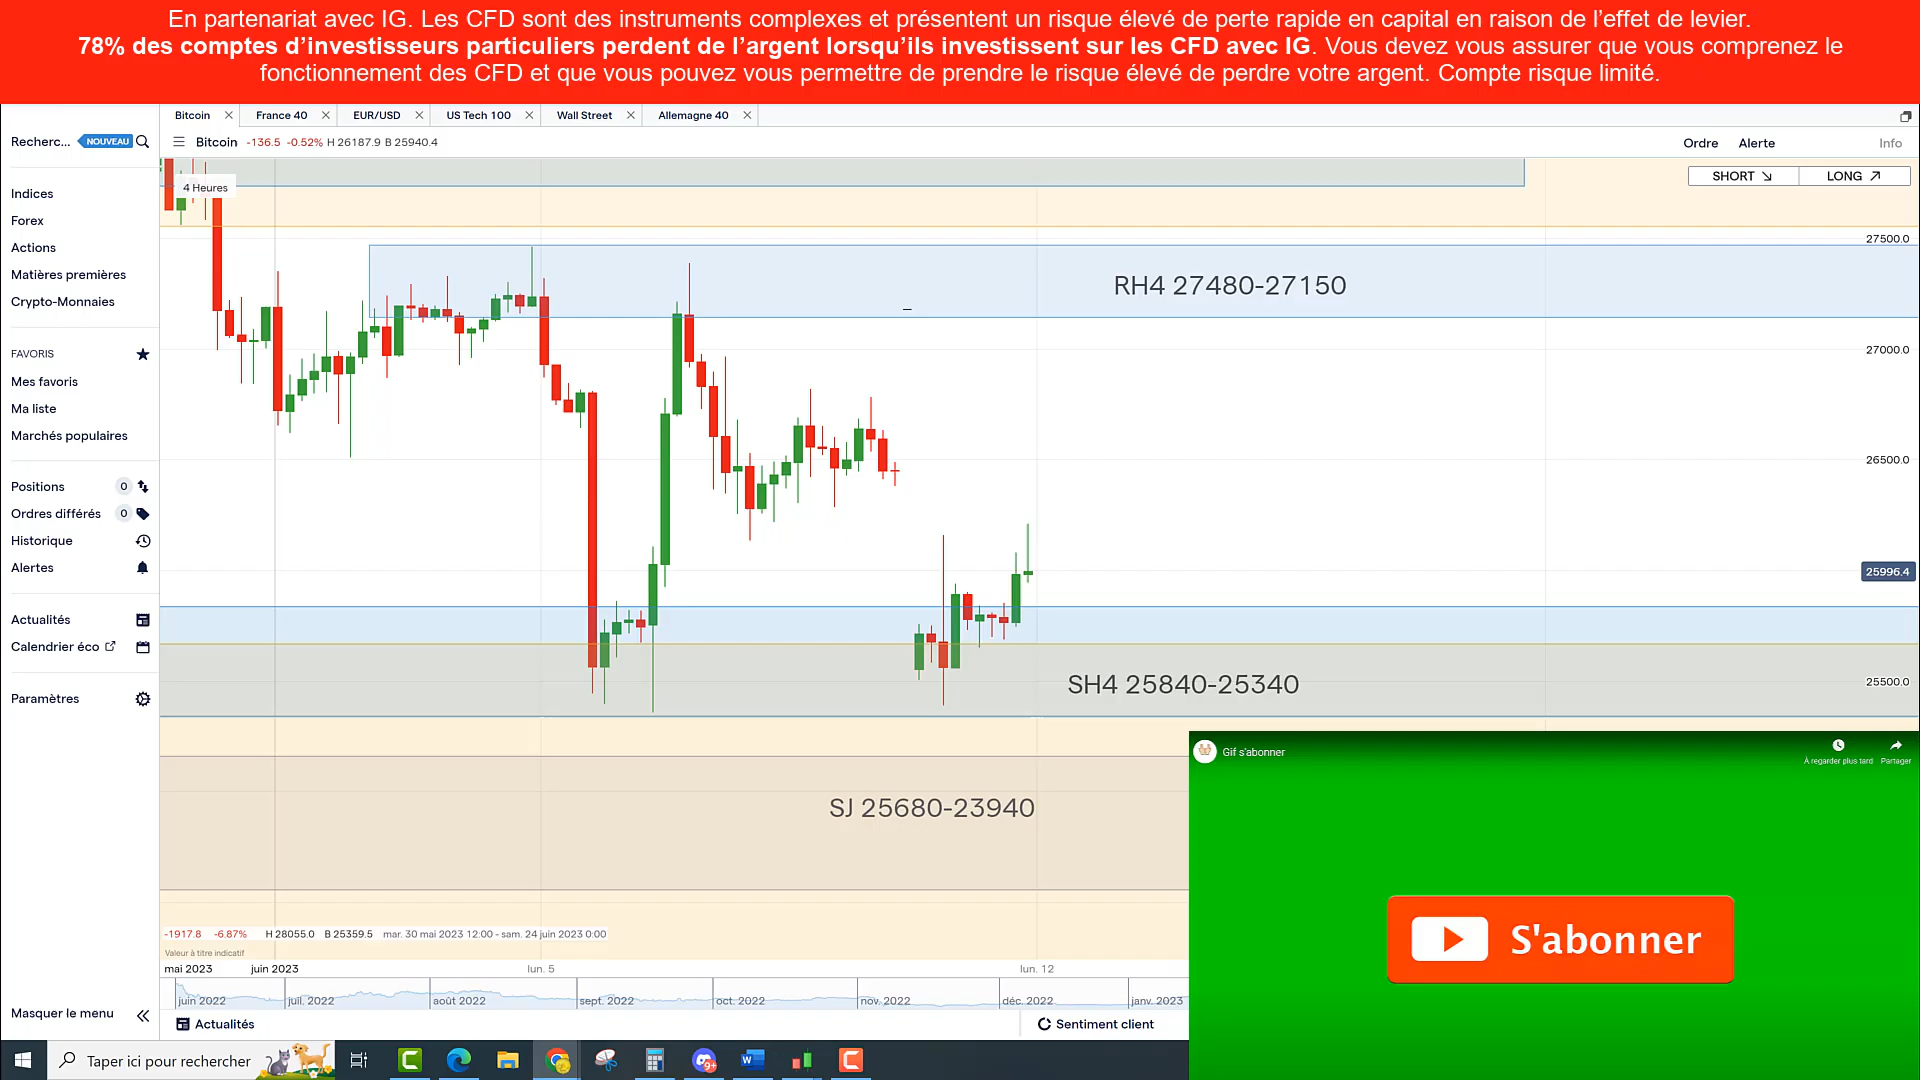 En partenariat avec IG. Les CFD sont des instruments complexes et présentent un risque élevé de perte rapide en capital en raison de l'effet de levier.
78% des comptes d'investisseurs particuliers perdent de l'argent lorsqu'ils investissent sur les CFD avec IG. Vous devez vous assurer que vous comprenez le
fonctionnement des CFD et que vous pouvez vous permettre de prendre le risque élevé de perdre votre argent. Compte risque limité.
Bitcoin France 40 EUR/USD US Tech 100 Wall Street Allemagne 40
Recherc... NOUVEAU
Bitcoin -136.5 -0.52% H 26187.9 B 25940.4
Ordre Alerte Info
4 Heures
SHORT LONG
Indices
Forex
Actions
Matières premières
Crypto-Monnaies
FAVORIS
Mes favoris
Ma liste
Marchés populaires
Positions 0
Ordres différés 0
Historique
Alertes
Actualités
Calendrier éco
Paramètres
Masquer le menu
27500.0
RH4 27480-27150
27000.0
26500.0
25996.4
25500.0
SH4 25840-25340
SJ 25680-23940
-1917.8 -6.87% H 28055.0 B 25359.5 mar. 30 mai 2023 12:00 - sam. 24 juin 2023 0:00
Valeur à titre indicatif
mai 2023 juin 2023 lun. 5 lun. 12
juin 2022 juil. 2022 août 2022 sept. 2022 oct. 2022 nov. 2022 déc. 2022 janv. 2023
Actualités Sentiment client
Gif s'abonner
À regarder plus tard Partager
S'abonner
Taper ici pour rechercher
9+